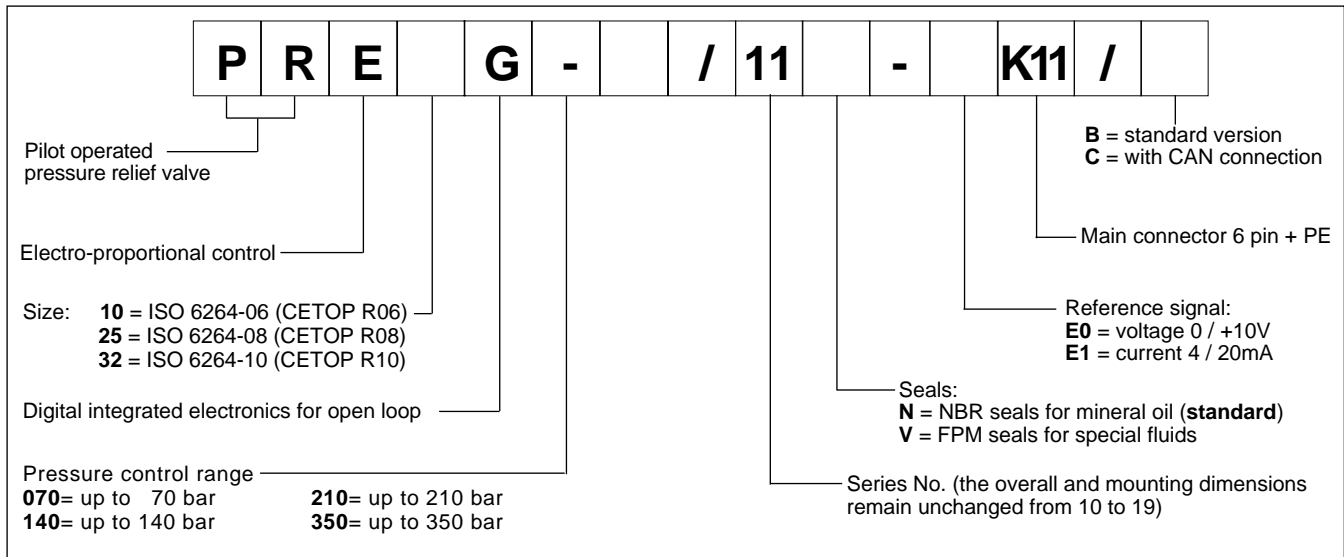 P R E G - / 11 - K11 /
Pilot operated
pressure relief valve
Electro-proportional control
Size: 10 = ISO 6264-06 (CETOP R06)
25 = ISO 6264-08 (CETOP R08)
32 = ISO 6264-10 (CETOP R10)
Digital integrated electronics for open loop
Pressure control range
070= up to 70 bar 210= up to 210 bar
140= up to 140 bar 350= up to 350 bar
B = standard version
C = with CAN connection
Main connector 6 pin + PE
Reference signal:
E0 = voltage 0 / +10V
E1 = current 4 / 20mA
Seals:
N = NBR seals for mineral oil (standard)
V = FPM seals for special fluids
Series No. (the overall and mounting dimensions
remain unchanged from 10 to 19)